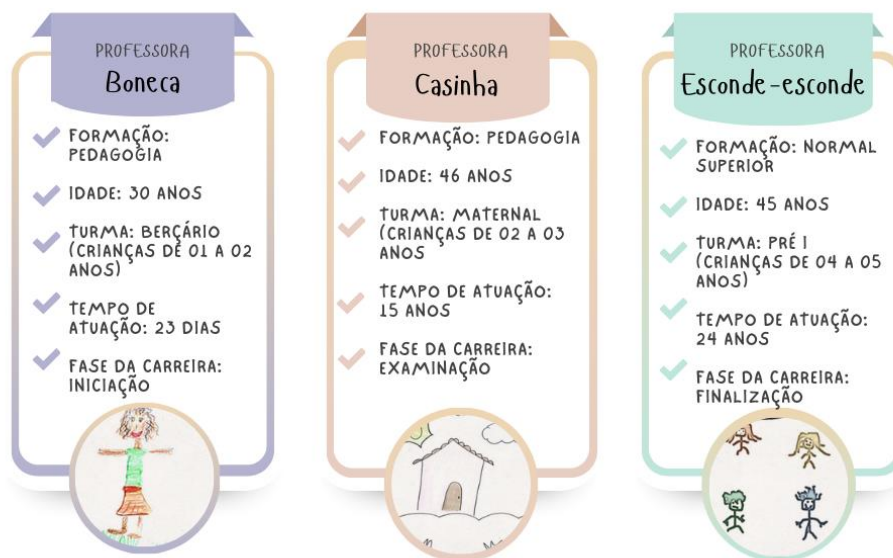 PROFESSORA
Boneca
FORMAÇÃO:
PEDAGOGIA
IDADE: 30 ANOS
TURMA: BERÇÁRIO
(CRIANÇAS DE 01 A 02
ANOS)
TEMPO DE
ATUAÇÃO: 23 DIAS
FASE DA CARREIRA:
INICIAÇÃO
PROFESSORA
Casinha
FORMAÇÃO: PEDAGOGIA
IDADE: 46 ANOS
TURMA: MATERNAL
(CRIANÇAS DE 02 A 03
ANOS
TEMPO DE ATUAÇÃO:
15 ANOS
FASE DA CARREIRA:
EXAMINAÇÃO
PROFESSORA
Esconde-esconde
FORMAÇÃO: NORMAL
SUPERIOR
IDADE: 45 ANOS
TURMA: PRÉ I
(CRIANÇAS DE 04 A 05
ANOS)
TEMPO DE ATUAÇÃO:
24 ANOS
FASE DA CARREIRA:
FINALIZAÇÃO